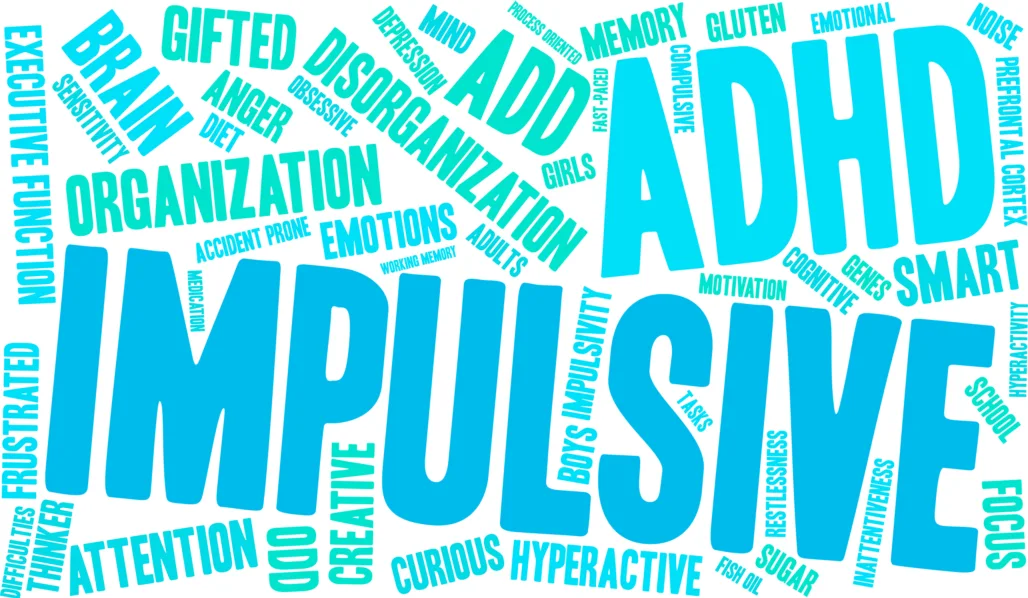 EXECUTIVE FUNCTION
BRAIN
SENSITIVITY
GIFTED
ANGER
DIET
OBSESSIVE
DISORGANIZATION
DEPRESSION
MIND
PROCESS ORIENTED
ADD
GIRLS
FAST-PACED
MEMORY
COMPULSIVE
GLUTEN
EMOTIONAL
NOISE
ADHD
PREFRONTAL CORTEX
ORGANIZATION
ACCIDENT PRONE
EMOTIONS
WORKING MEMORY
ADULTS
MEDICATION
MOTIVATION
COGNITIVE
GENES
SMART
IMPULSIVE
BOYS IMPULSIVITY
TASKS
HYPERACTIVITY
SCHOOL
FRUSTRATED
DIFFICULTIES
THINKER
ATTENTION
ODD
CREATIVE
CURIOUS
HYPERACTIVE
FISH OIL
SUGAR
RESTLESSNESS
INATTENTIVENESS
FOCUS